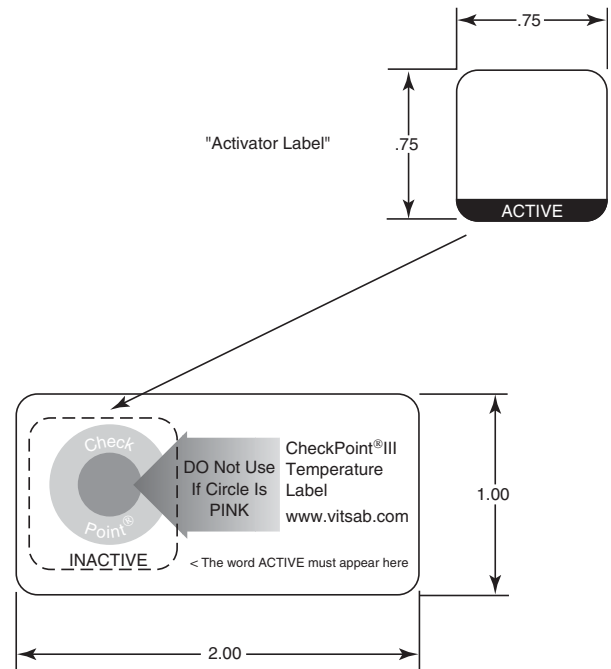 .75
"Activator Label"
.75
ACTIVE
Check
Point®
INACTIVE
DO Not Use
If Circle Is
PINK
CheckPoint®III
Temperature
Label
www.vitsab.com
< The word ACTIVE must appear here
1.00
2.00